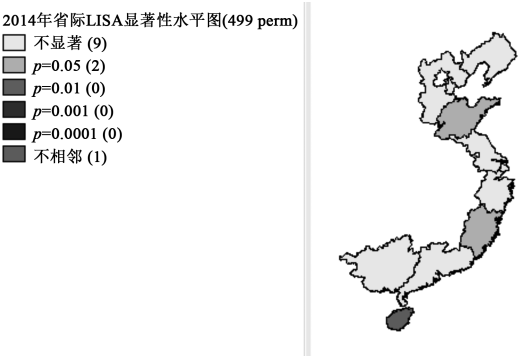 2014年省际LISA显著性水平图(499 perm)
不显著 (9)
p=0.05 (2)
p=0.01 (0)
p=0.001 (0)
p=0.0001 (0)
不相邻 (1)